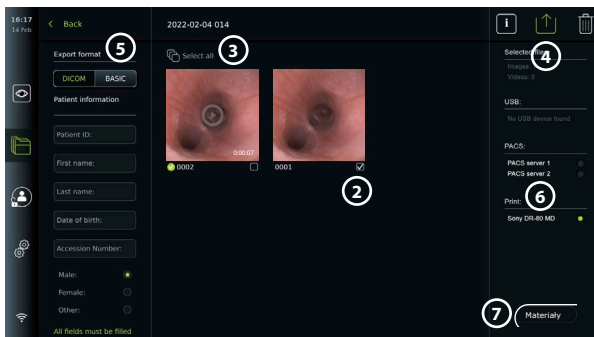 16:17
14 Feb
Back
2022-02-04 014
i
Export format
5
DICOM
BASIC
Patient information
Patient ID:
First name:
Last name:
Date of birth:
Accession Number:
Male:
Female:
Other:
All fields must be filled
Select all
3
0:00:07
0002
0001
2
4
Images:
Videos: 0
USB:
No USB device found
PACS:
PACS server 1
PACS server 2
6
Print:
Sony DR-80 MD
7
Materiały